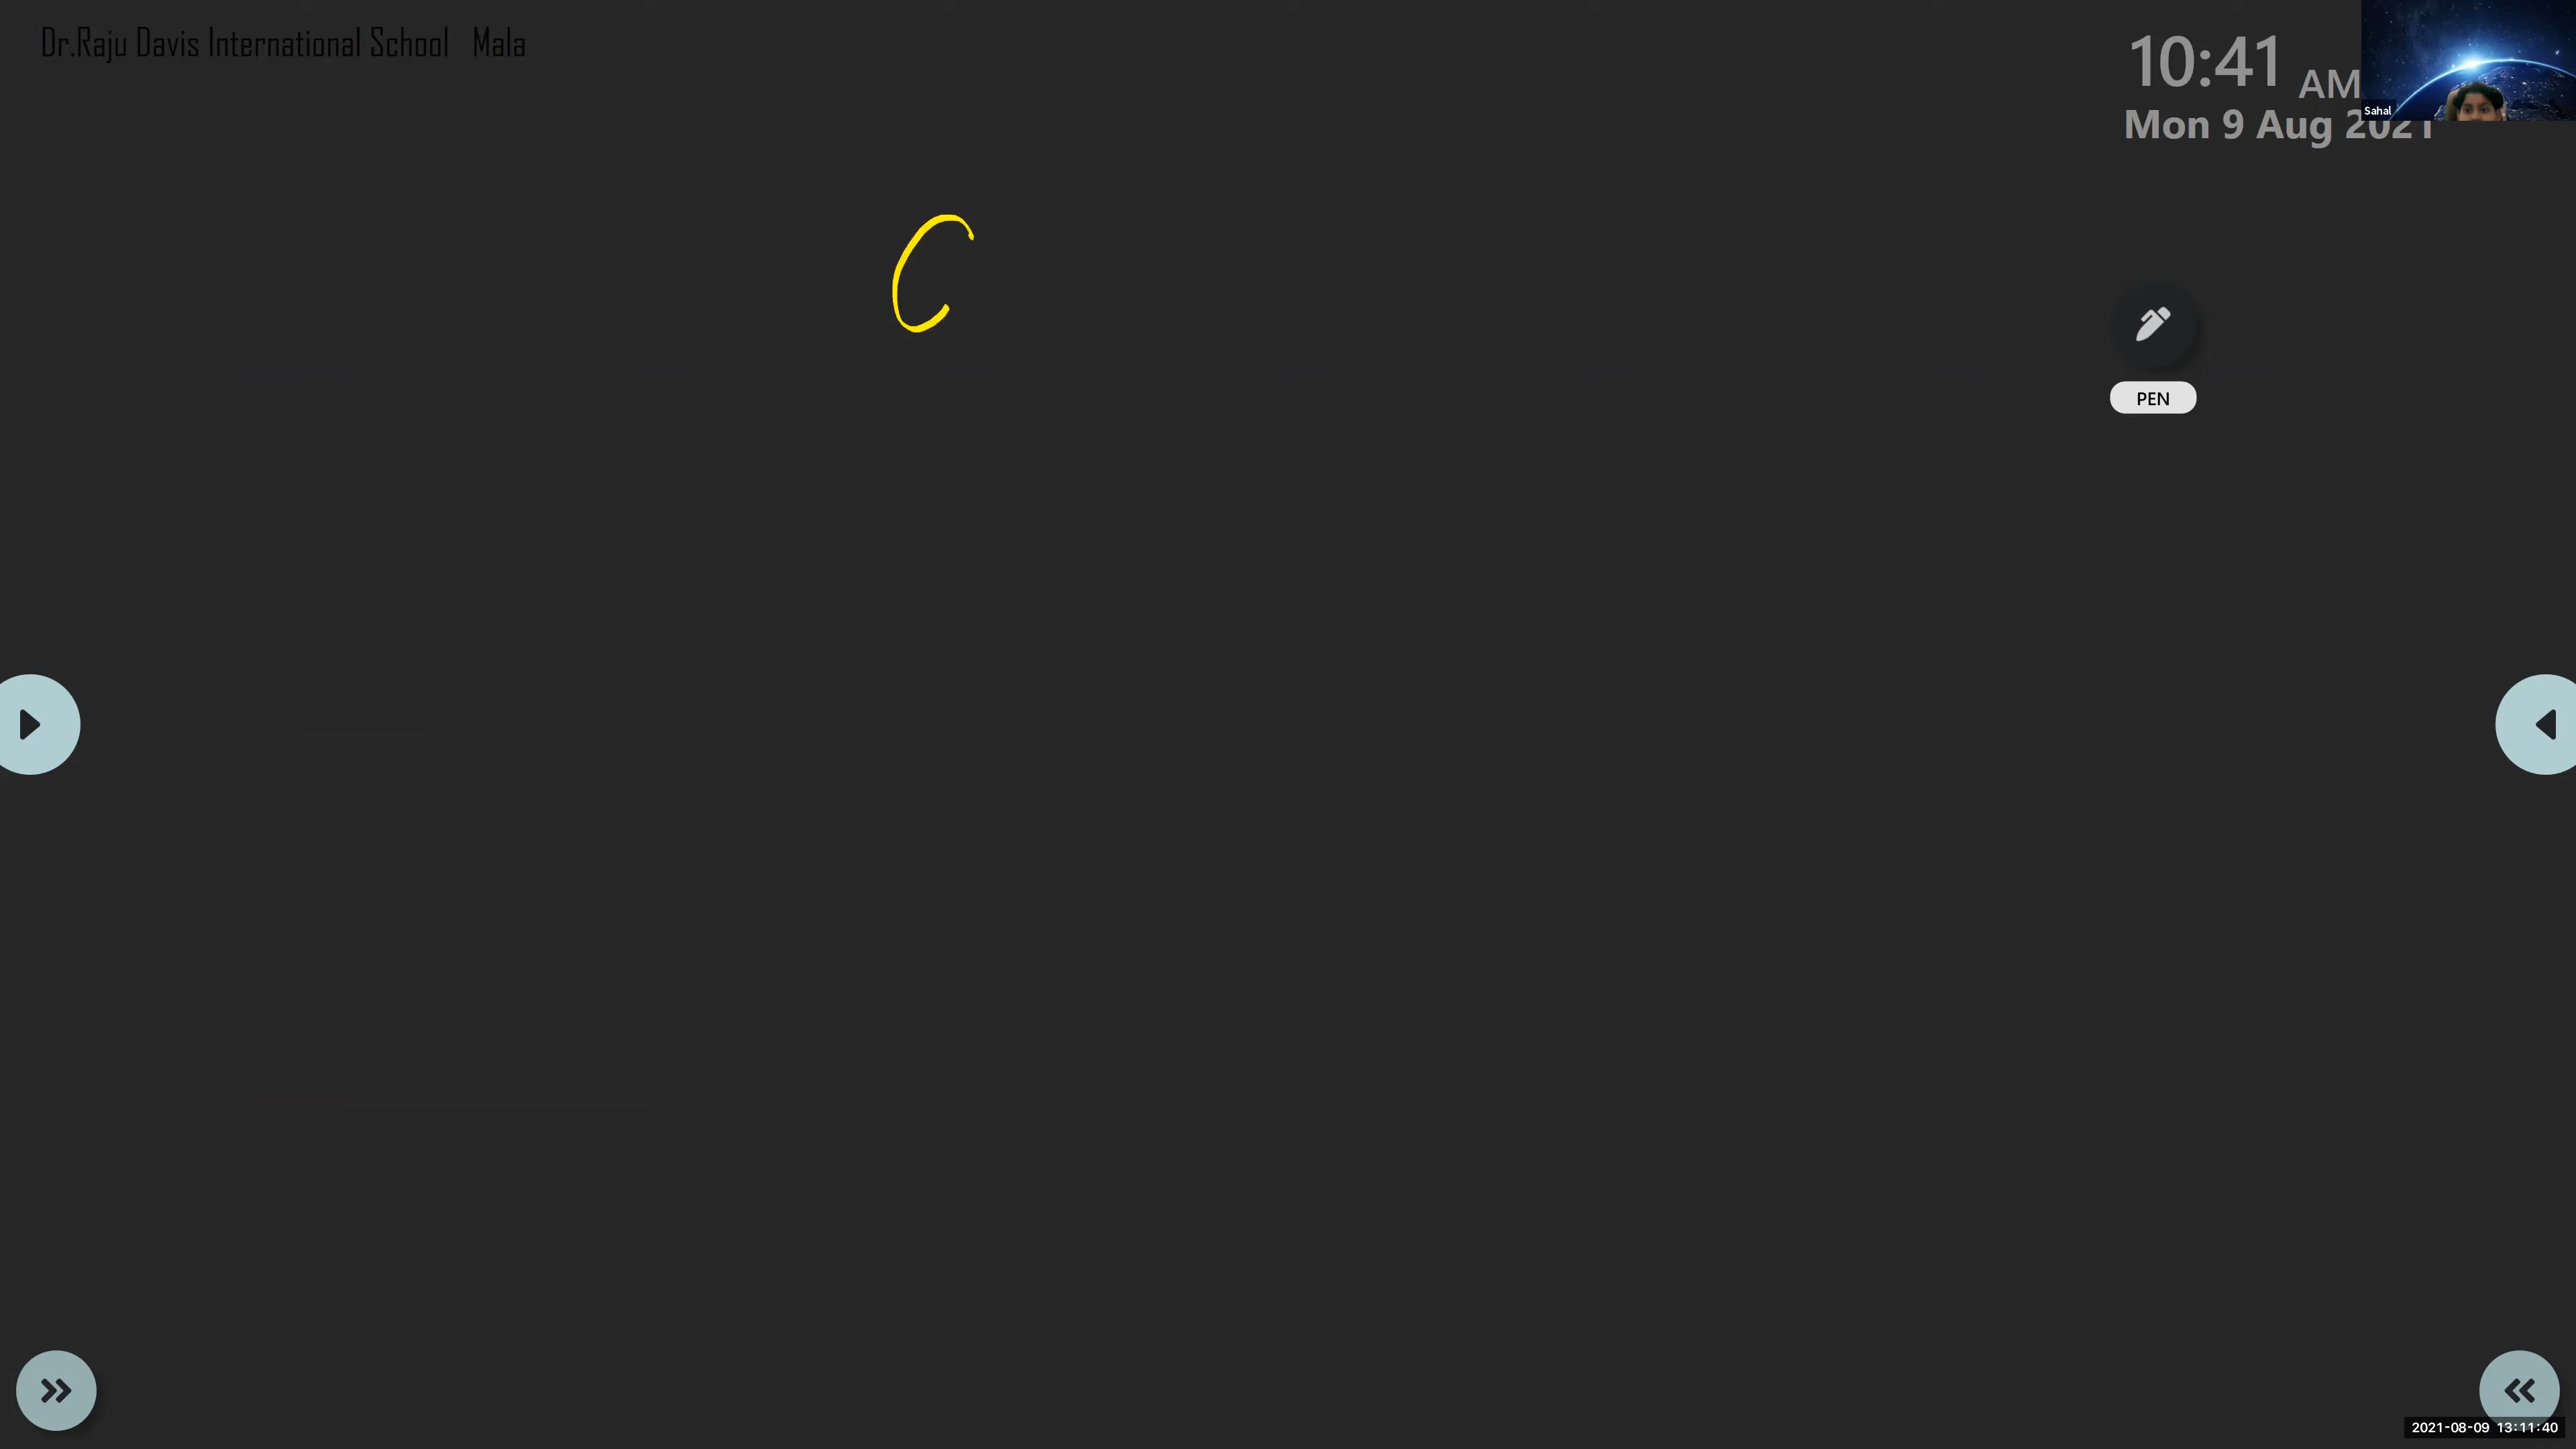 Dr.Raju Davis International School Mala
10:41 AM
Mon 9 Aug 2021
Sahal
C
PEN
2021-08-09 13:11:40